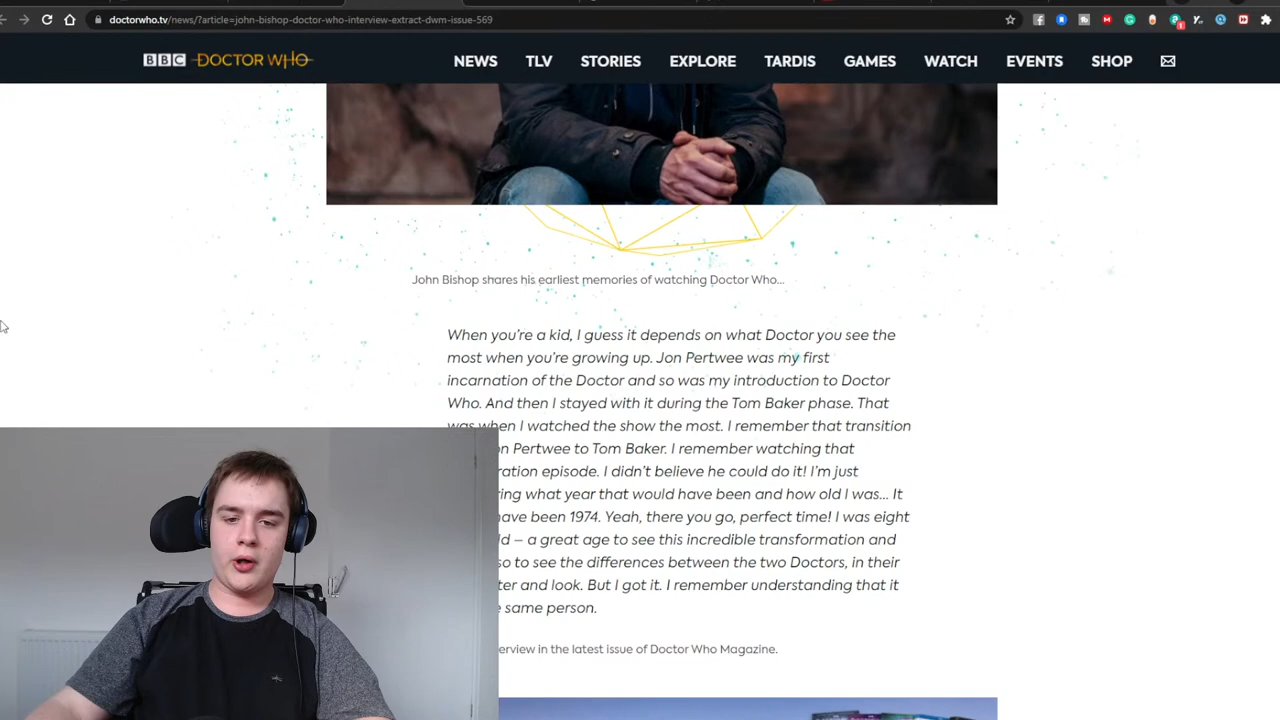 doctorwho.tv/news/?article=john-bishop-doctor-who-interview-extract-dwm-issue-569
BBC DOCTOR WHO NEWS TLV STORIES EXPLORE TARDIS GAMES WATCH EVENTS SHOP
John Bishop shares his earliest memories of watching Doctor Who...
When you're a kid, I guess it depends on what Doctor you see the
most when you're growing up. Jon Pertwee was my first
incarnation of the Doctor and so was my introduction to Doctor
Who. And then I stayed with it during the Tom Baker phase. That
was when I watched the show the most. I remember that transition
on Pertwee to Tom Baker. I remember watching that
ration episode. I didn't believe he could do it! I'm just
ing what year that would have been and how old I was... It
have been 1974. Yeah, there you go, perfect time! I was eight
ld – a great age to see this incredible transformation and
so to see the differences between the two Doctors, in their
ter and look. But I got it. I remember understanding that it
e same person.
erview in the latest issue of Doctor Who Magazine.